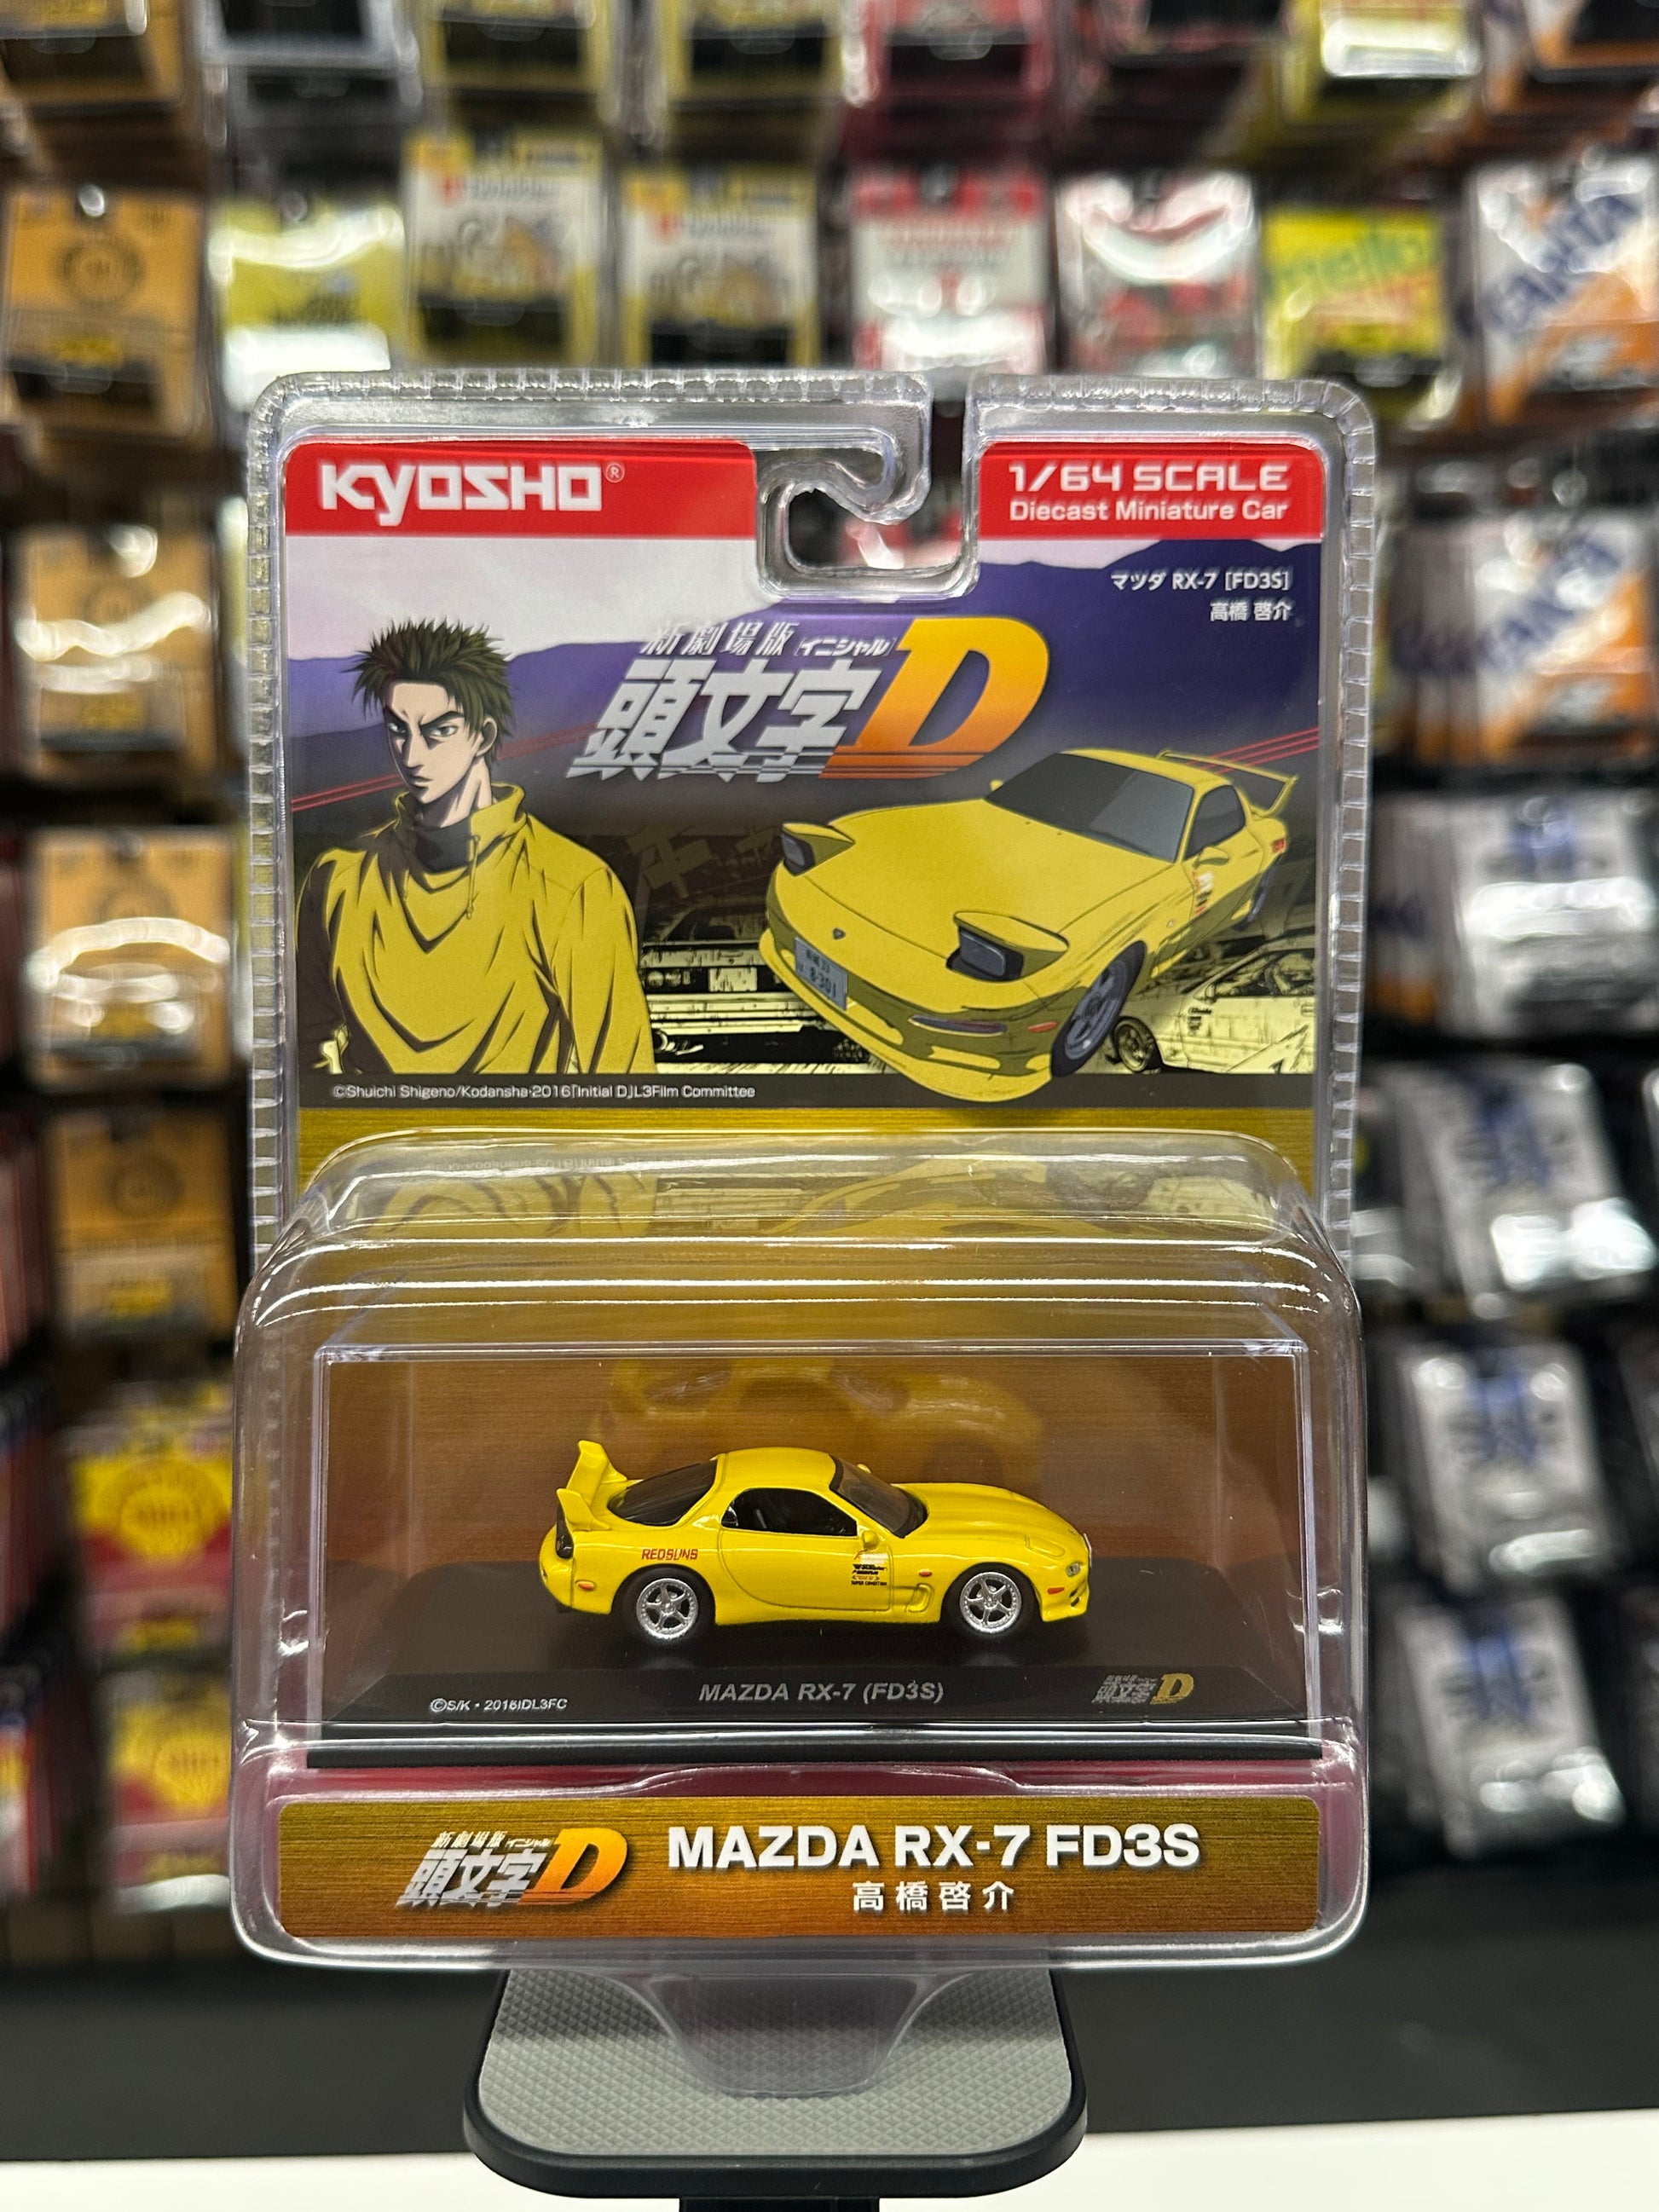 KYOSHO®
1/64 SCALE
Diecast Miniature Car
マツダ RX-7 [FD3S]
高橋 啓介
新劇場版 イニシャル
頭文字D
8-301
©Shuichi Shigeno/Kodansha・2016「Initial D」L3Film Committee
REDSUNS
©S/K・2016IDL3FC
MAZDA RX-7 (FD3S)
頭文字D
新劇場版 イニシャル
頭文字D
MAZDA RX-7 FD3S
高橋啓介